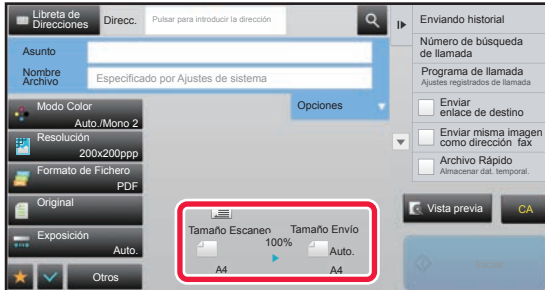 Libreta de
Direcciones
Direcc.
Pulsar para introducir la dirección
Asunto
Nombre
Archivo
Especificado por Ajustes de sistema
Opciones
Modo Color
Auto./Mono 2
Resolución
200x200ppp
Formato de Fichero
PDF
Original
Exposición
Auto.
Otros
Tamaño Escaneo
100%
Tamaño Envío
Auto.
A4
A4
Enviando historial
Número de búsqueda
de llamada
Programa de llamada
Ajustes registrados de llamada
Enviar
enlace de destino
Enviar misma imagen
como dirección fax
Archivo Rápido
Almacenar dat. temporal.
Vista previa
CA